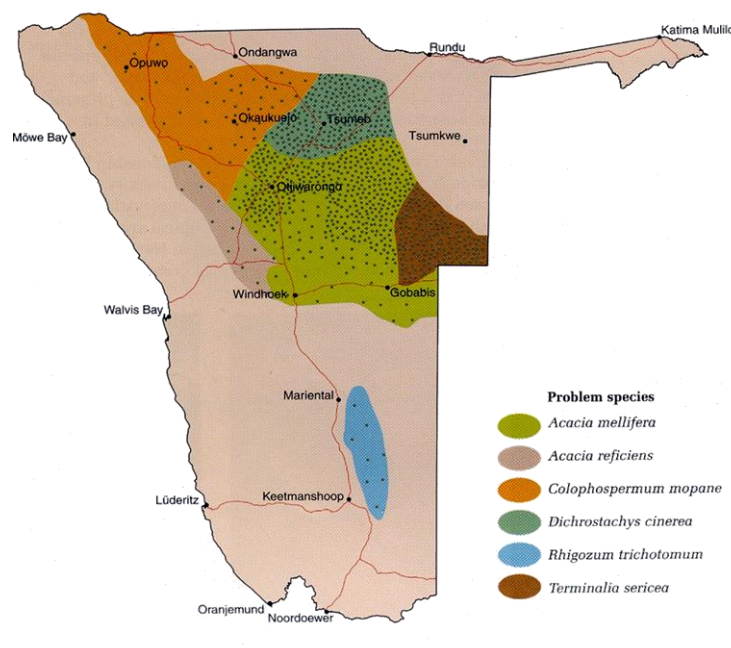 Katima Mulilo
Ondangwa
Rundu
Opuwo
Okaukuejo
Tsumeb
Möwe Bay
Tsumkwe
Otjiwarongo
Windhoek
Gobabis
Walvis Bay
Mariental
Keetmanshoop
Lüderitz
Oranjemund
Noordoewer
Problem species
Acacia mellifera
Acacia reficiens
Colophospermum mopane
Dichrostachys cinerea
Rhigozum trichotomum
Terminalia sericea